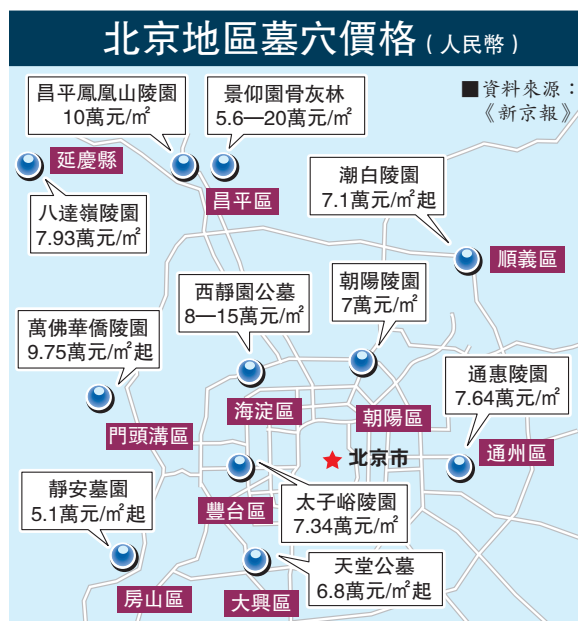 北京地區墓穴價格（人民幣）
■資料來源：
《新京報》
昌平鳳凰山陵園
10萬元/㎡
景仰園骨灰林
5.6—20萬元/㎡
延慶縣
昌平區
八達嶺陵園
7.93萬元/㎡
潮白陵園
7.1萬元/㎡起
順義區
西靜園公墓
8—15萬元/㎡
朝陽陵園
7萬元/㎡
萬佛華僑陵園
9.75萬元/㎡起
通惠陵園
7.64萬元/㎡
海淀區
朝陽區
門頭溝區
北京市
通州區
靜安墓園
5.1萬元/㎡起
豐台區
太子峪陵園
7.34萬元/㎡
天堂公墓
6.8萬元/㎡起
房山區
大興區